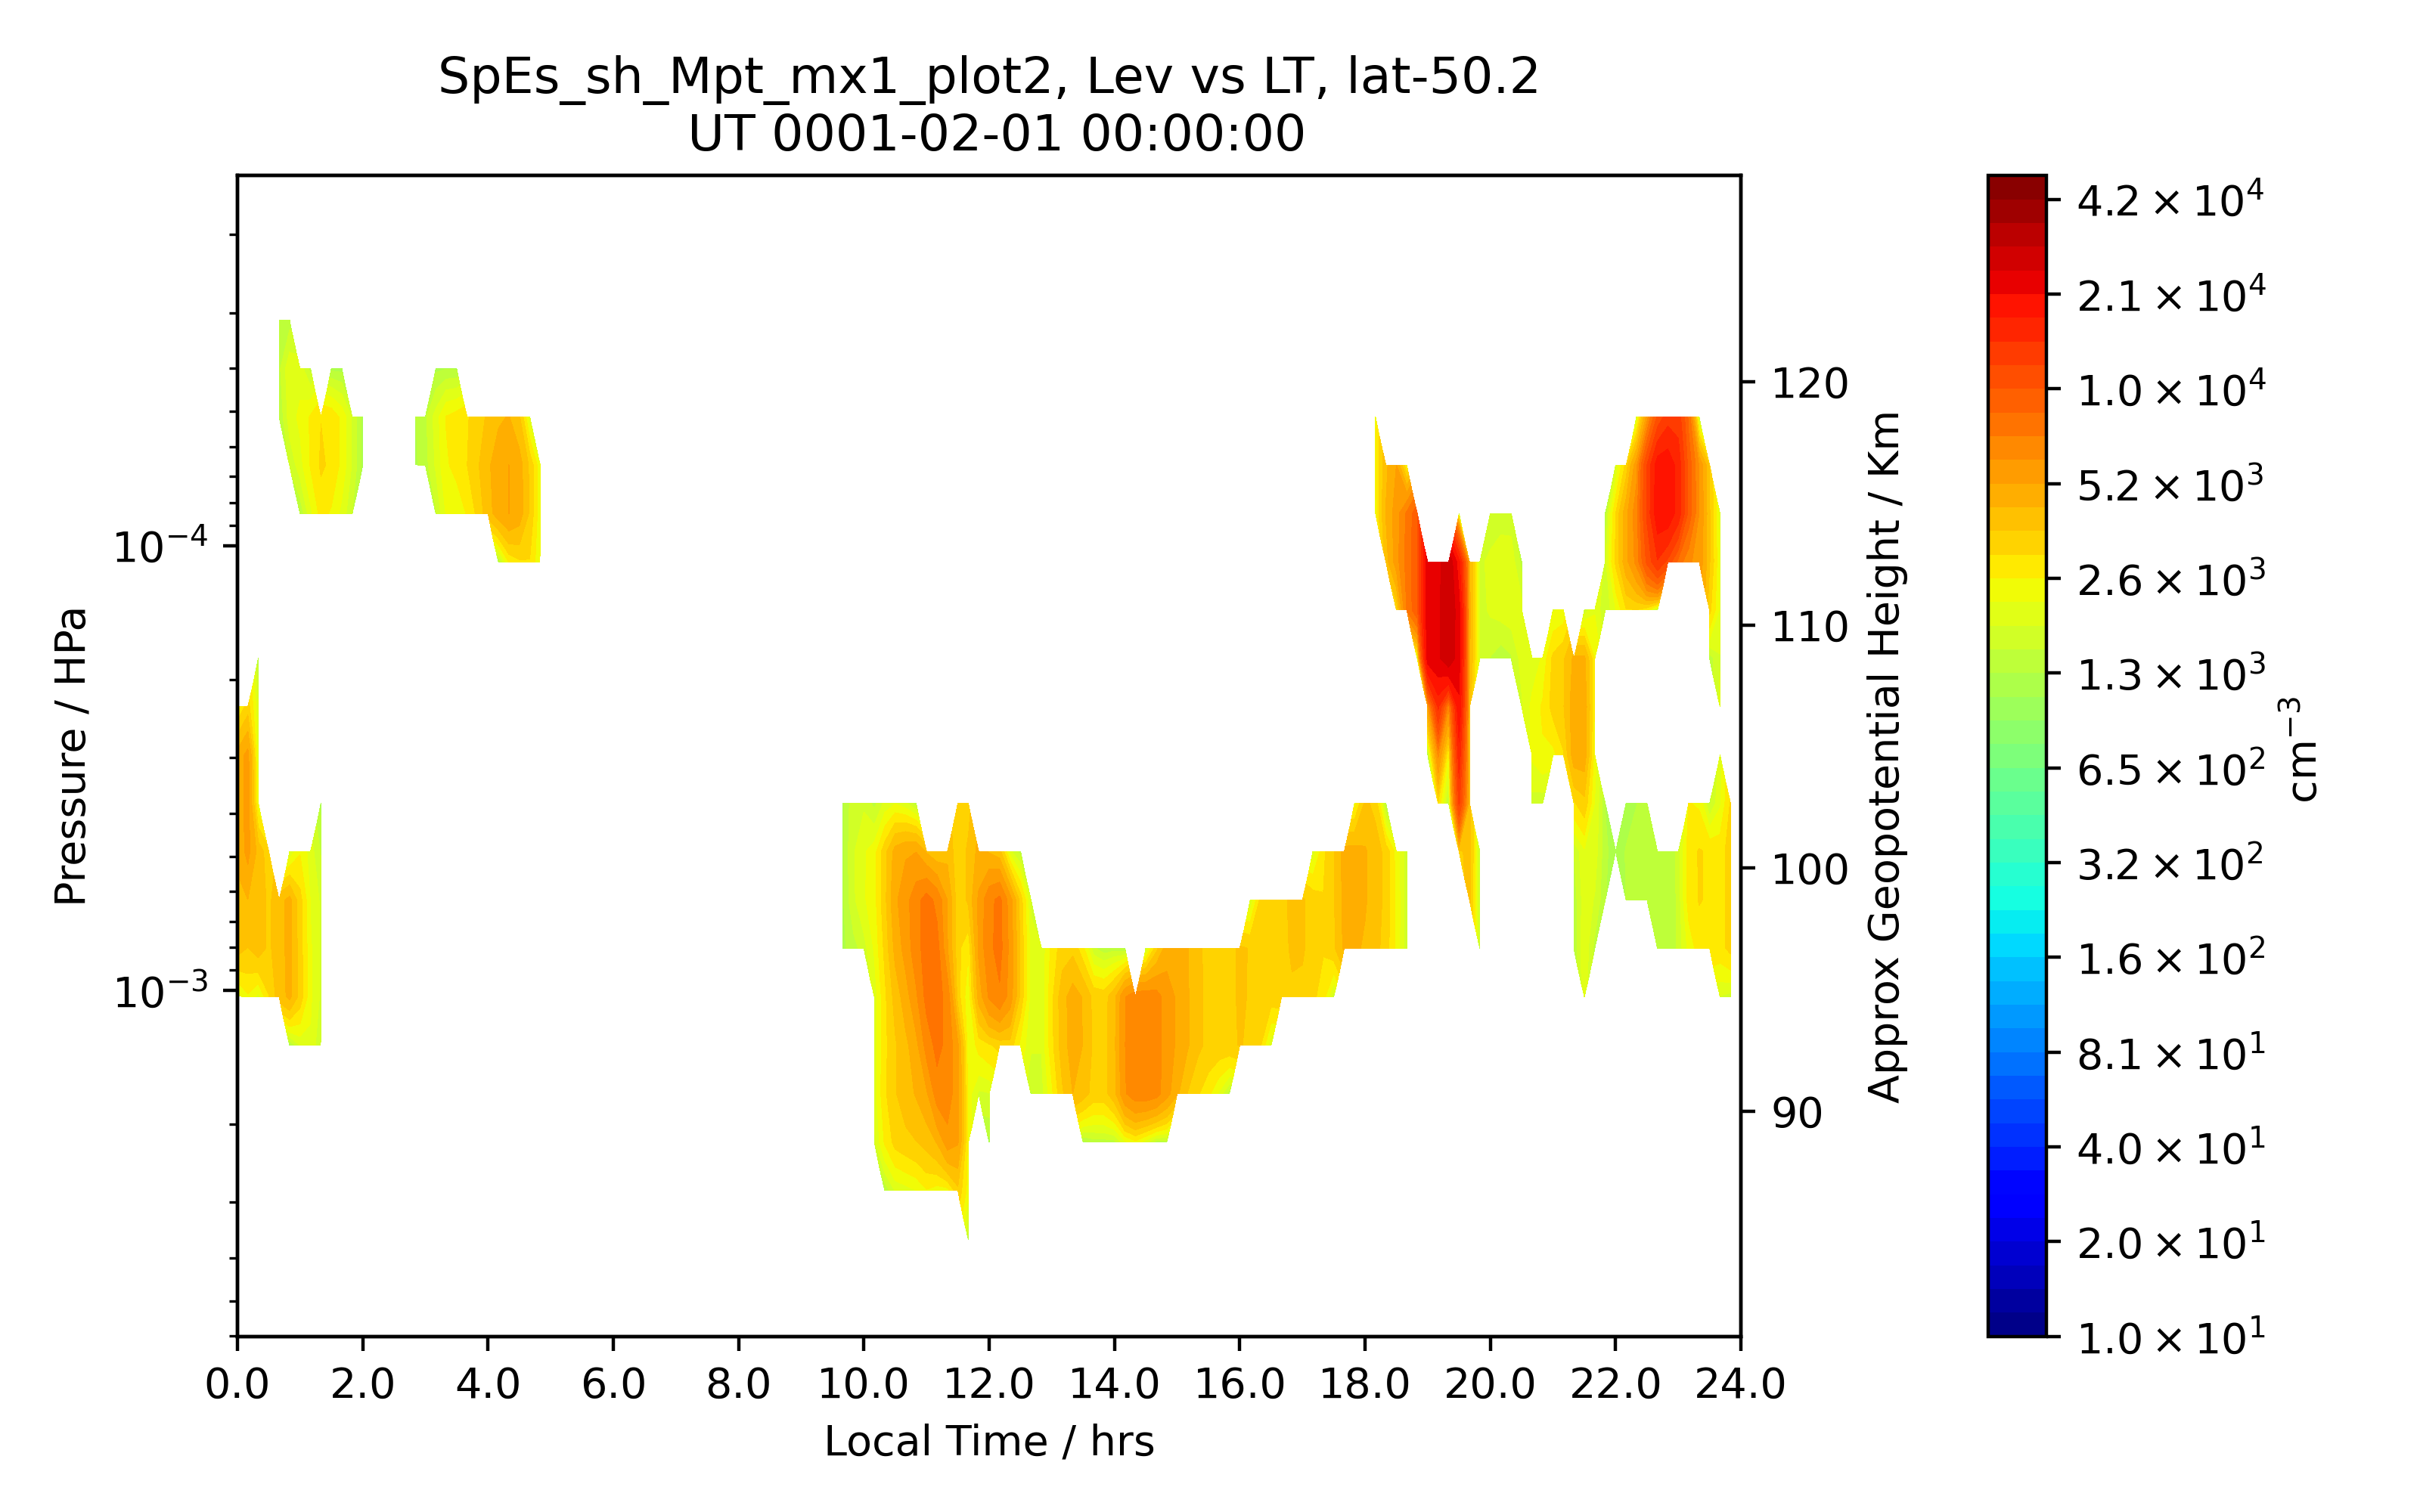 SpEs_sh_Mpt_mx1_plot2, Lev vs LT, lat-50.2
UT 0001-02-01 00:00:00
Pressure / HPa
10⁻⁴
10⁻³
0.0 2.0 4.0 6.0 8.0 10.0 12.0 14.0 16.0 18.0 20.0 22.0 24.0
Local Time / hrs
120
110
100
90
Approx Geopotential Height / Km
4.2 × 10⁴
2.1 × 10⁴
1.0 × 10⁴
5.2 × 10³
2.6 × 10³
1.3 × 10³
6.5 × 10²
3.2 × 10²
1.6 × 10²
8.1 × 10¹
4.0 × 10¹
2.0 × 10¹
1.0 × 10¹
cm⁻³